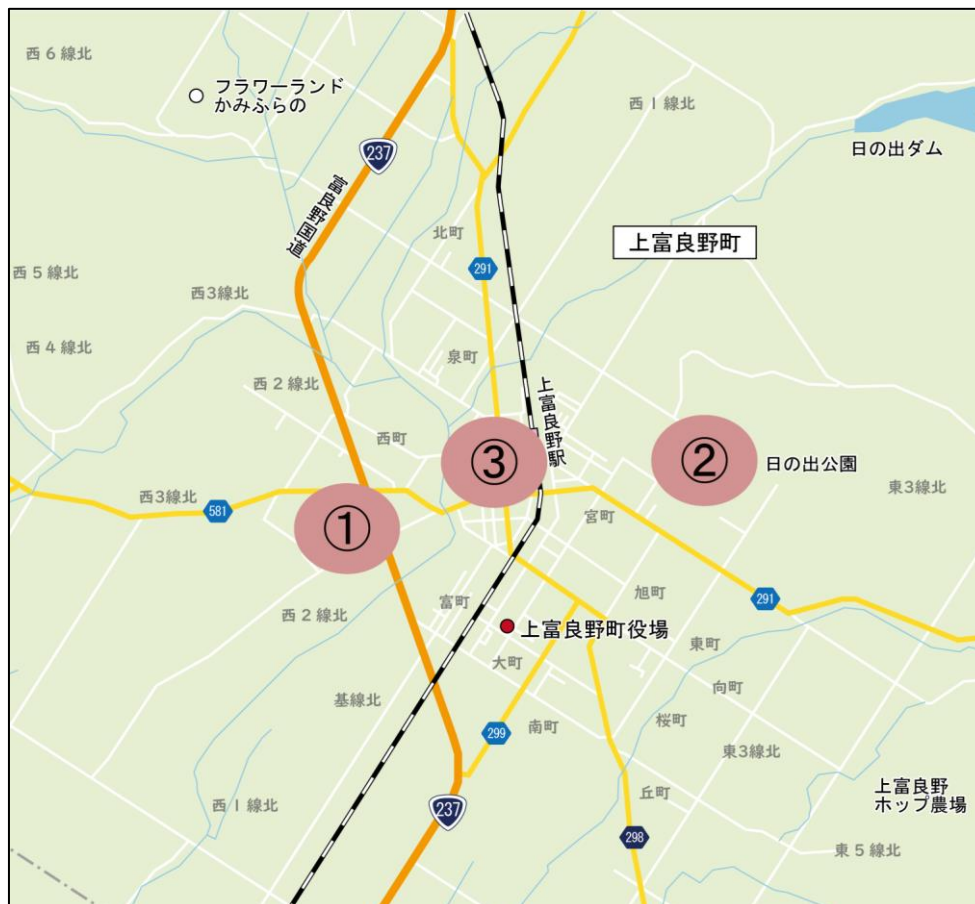 西6線北
フラワーランド
かみふらの
237
西1線北
日の出ダム
富良野国道
北町
上富良野町
291
西5線北
西3線北
西4線北
泉町
西2線北
上富良野駅
西町
③
②
日の出公園
西3線北
581
①
宮町
東3線北
西2線北
富町
旭町
291
上富良野町役場
東町
大町
向町
基線北
299
南町
桜町
東3線北
西1線北
237
丘町
上富良野
ホップ農場
298
東5線北